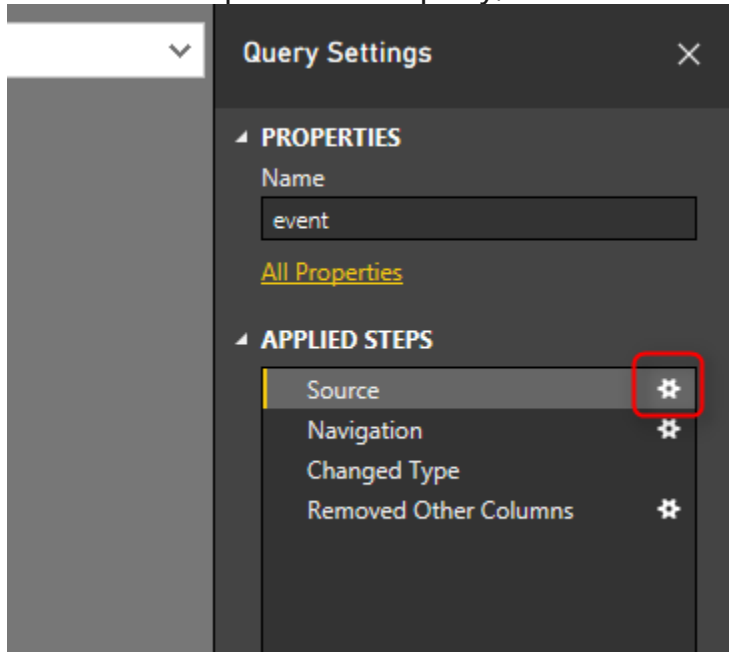 Query Settings
PROPERTIES
Name
event
All Properties
APPLIED STEPS
Source
Navigation
Changed Type
Removed Other Columns